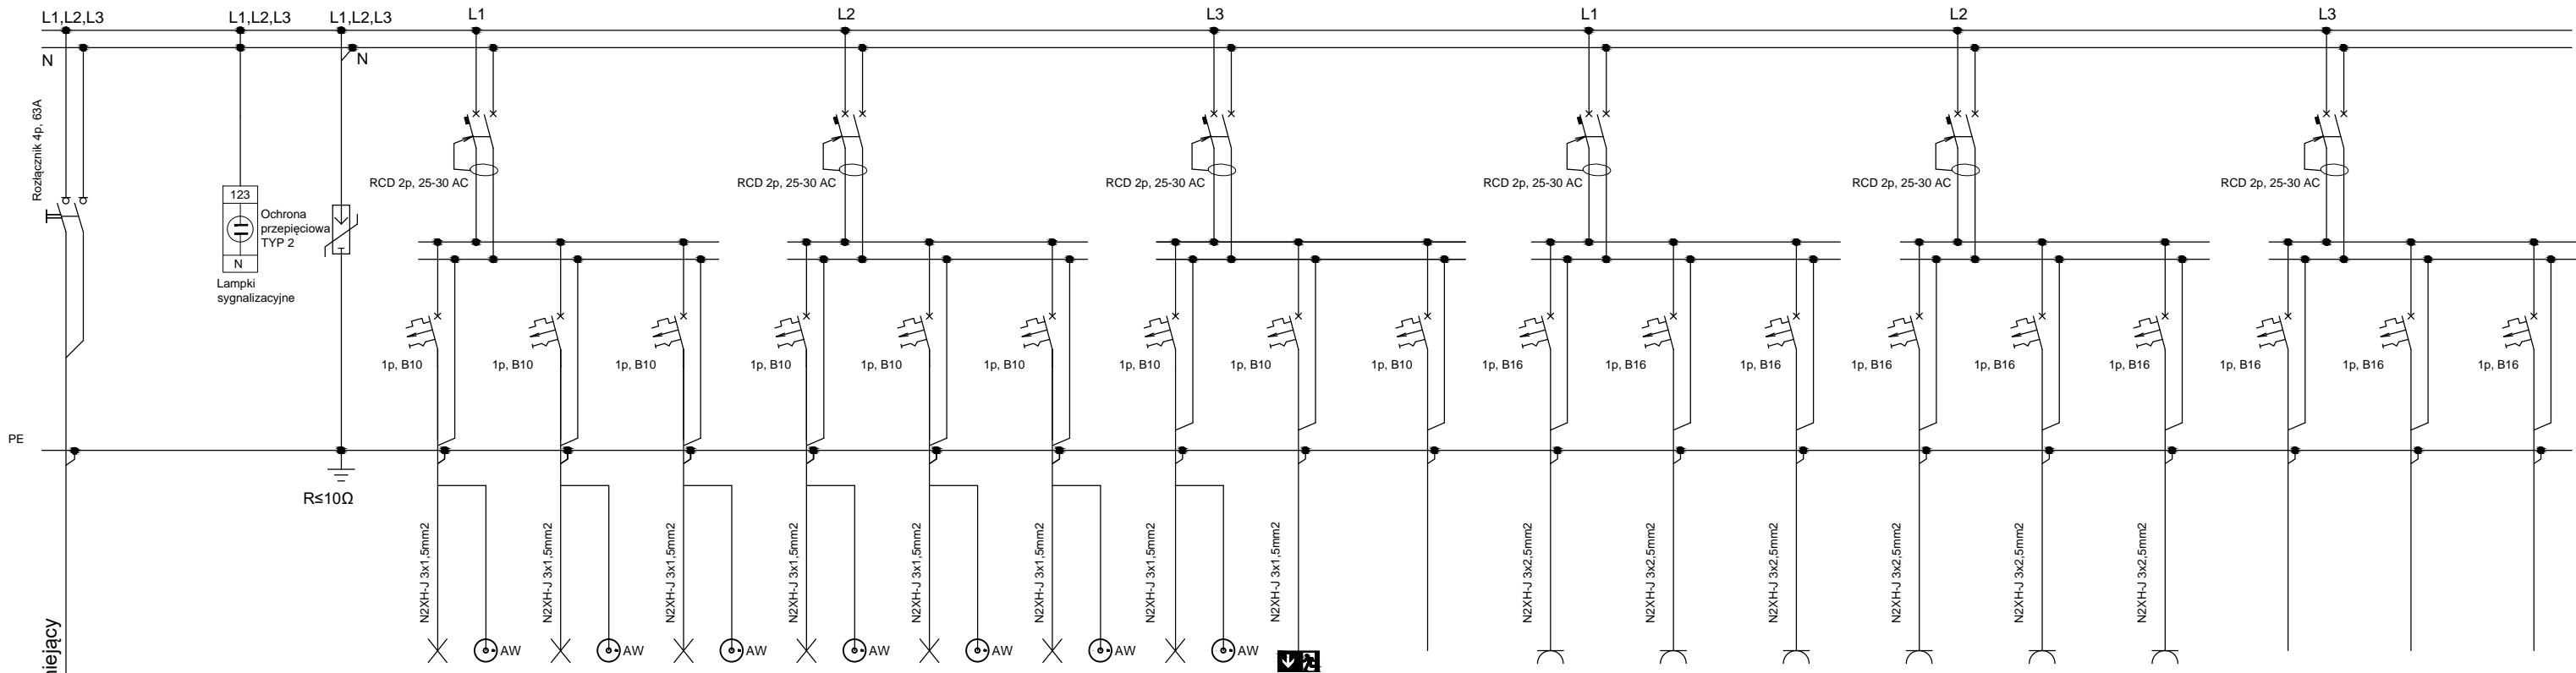 L1,L2,L3
L1,L2,L3
L1,L2,L3
L1
L2
L3
L1
L2
L3
N
N
Rozłącznik 4p, 63A
RCD 2p, 25-30 AC
RCD 2p, 25-30 AC
RCD 2p, 25-30 AC
RCD 2p, 25-30 AC
RCD 2p, 25-30 AC
RCD 2p, 25-30 AC
123
N
Ochrona
przepięciowa
TYP 2
Lampki
sygnalizacyjne
T
1p, B10
1p, B10
1p, B10
1p, B10
1p, B10
1p, B10
1p, B10
1p, B10
1p, B10
1p, B16
1p, B16
1p, B16
1p, B16
1p, B16
1p, B16
1p, B16
1p, B16
1p, B16
PE
R≤10Ω
N2XH-J 3x1,5mm2
N2XH-J 3x1,5mm2
N2XH-J 3x1,5mm2
N2XH-J 3x1,5mm2
N2XH-J 3x1,5mm2
N2XH-J 3x1,5mm2
N2XH-J 3x1,5mm2
N2XH-J 3x1,5mm2
N2XH-J 3x2,5mm2
N2XH-J 3x2,5mm2
N2XH-J 3x2,5mm2
N2XH-J 3x2,5mm2
N2XH-J 3x2,5mm2
N2XH-J 3x2,5mm2
AW
AW
AW
AW
AW
AW
AW